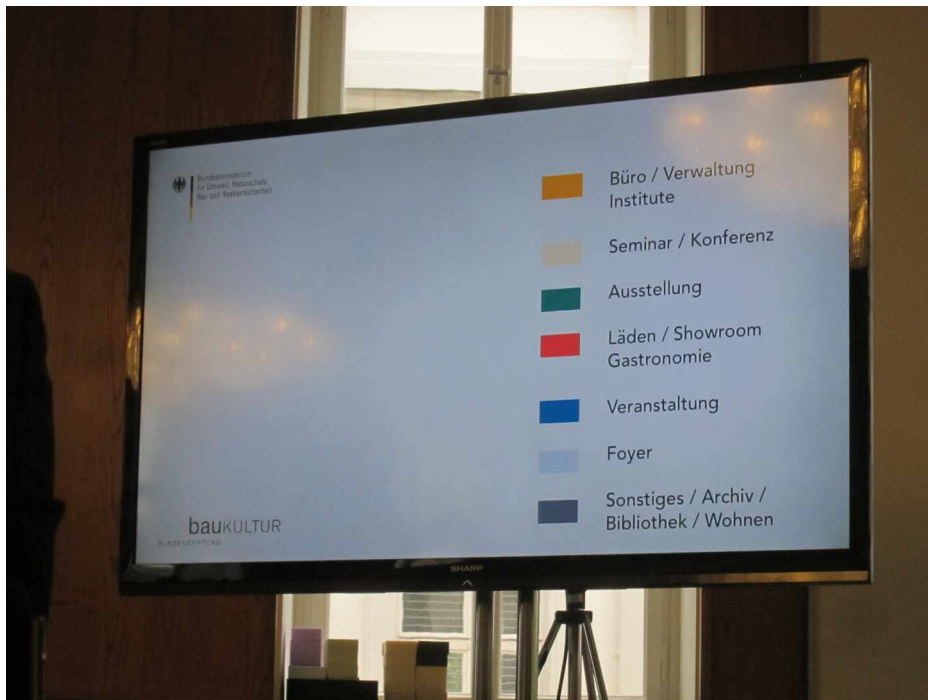 Bundesministerium
für Umwelt, Naturschutz,
Bau und Reaktorsicherheit
Büro / Verwaltung
Institute
Seminar / Konferenz
Ausstellung
Läden / Showroom
Gastronomie
Veranstaltung
Foyer
Sonstiges / Archiv /
Bibliothek / Wohnen
bauKULTUR
BUNDESSTIFTUNG
SHARP